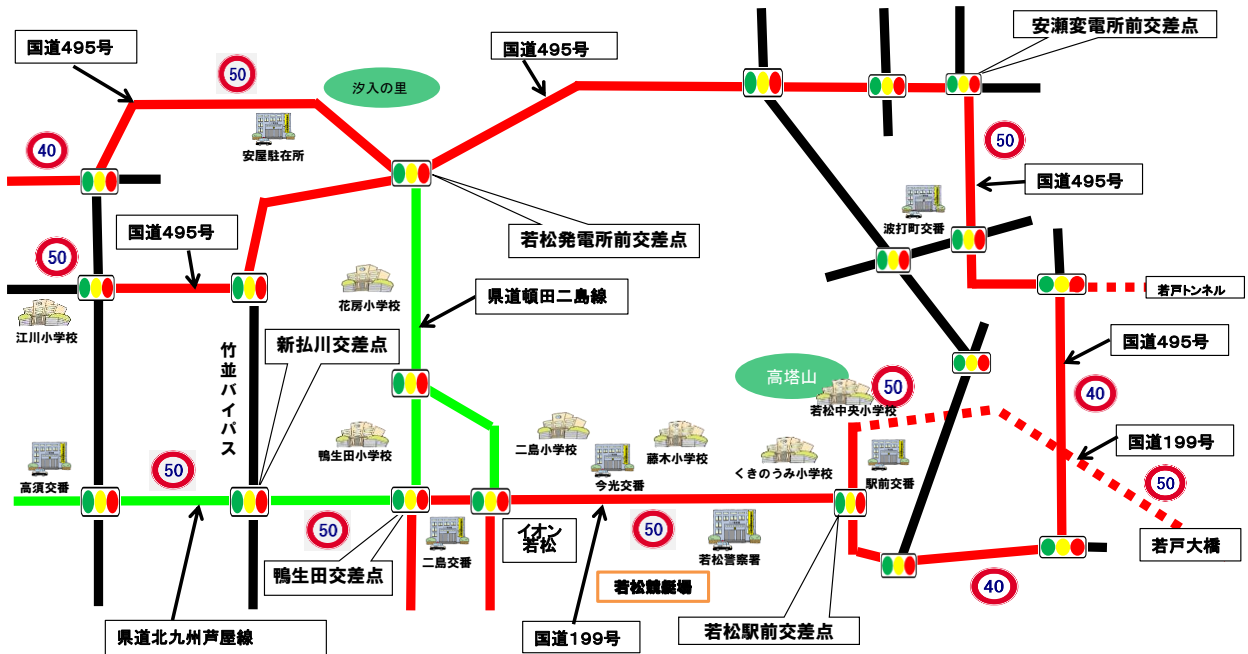 国道495号
50
汐入の里
国道495号
安瀬変電所前交差点
安屋駐在所
40
50
国道495号
波打町交番
国道495号
若松発電所前交差点
50
江川小学校
花房小学校
県道頓田二島線
若戸トンネル
竹並バイパス
新払川交差点
国道495号
高塔山
50
若松中央小学校
40
鴨生田小学校
二島小学校
藤木小学校
くきのうみ小学校
国道199号
高須交番
50
今光交番
駅前交番
50
50
二島交番
イオン
若松
50
若松警察署
若戸大橋
鴨生田交差点
若松競艇場
40
県道北九州芦屋線
国道199号
若松駅前交差点